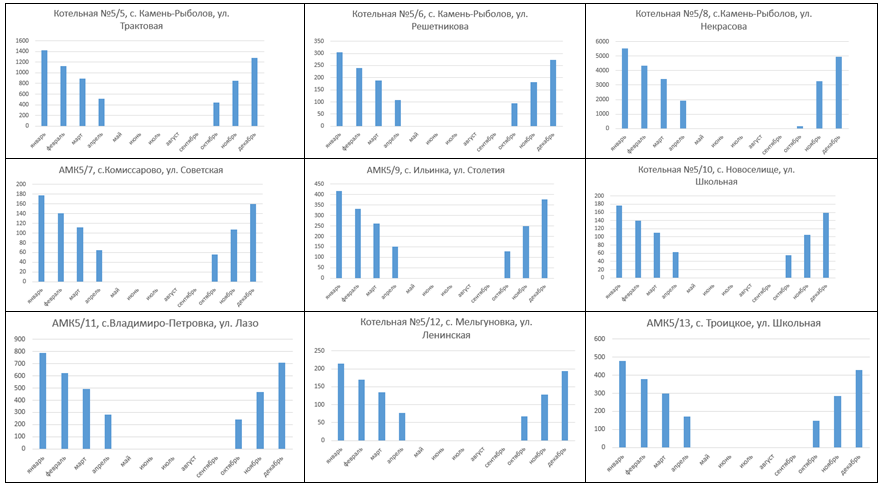 Котельная №5/5, с. Камень-Рыболов, ул.
Трактовая
1600
1400
1200
1000
800
600
400
200
0
январь
февраль
март
апрель
май
июнь
июль
август
сентябрь
октябрь
ноябрь
декабрь
Котельная №5/6, с. Камень-Рыболов, ул.
Решетникова
350
300
250
200
150
100
50
0
январь
февраль
март
апрель
май
июнь
июль
август
сентябрь
октябрь
ноябрь
декабрь
Котельная №5/8, с.Камень-Рыболов, ул.
Некрасова
6000
5000
4000
3000
2000
1000
0
январь
февраль
март
апрель
май
июнь
июль
август
сентябрь
октябрь
ноябрь
декабрь
АМК5/7, с.Комиссарово, ул. Советская
200
180
160
140
120
100
80
60
40
20
0
январь
февраль
март
апрель
май
июнь
июль
август
сентябрь
октябрь
ноябрь
декабрь
АМК5/9, с. Ильинка, ул. Столетия
450
400
350
300
250
200
150
100
50
0
январь
февраль
март
апрель
май
июнь
июль
август
сентябрь
октябрь
ноябрь
декабрь
Котельная №5/10, с. Новоселище, ул.
Школьная
200
180
160
140
120
100
80
60
40
20
0
январь
февраль
март
апрель
май
июнь
июль
август
сентябрь
октябрь
ноябрь
декабрь
АМК5/11, с.Владимиро-Петровка, ул. Лазо
900
800
700
600
500
400
300
200
100
0
январь
февраль
март
апрель
май
июнь
июль
август
сентябрь
октябрь
ноябрь
декабрь
Котельная №5/12, с. Мельгуновка, ул.
Ленинская
250
200
150
100
50
0
январь
февраль
март
апрель
май
июнь
июль
август
сентябрь
октябрь
ноябрь
декабрь
АМК5/13, с. Троицкое, ул. Школьная
600
500
400
300
200
100
0
январь
февраль
март
апрель
май
июнь
июль
август
сентябрь
октябрь
ноябрь
декабрь